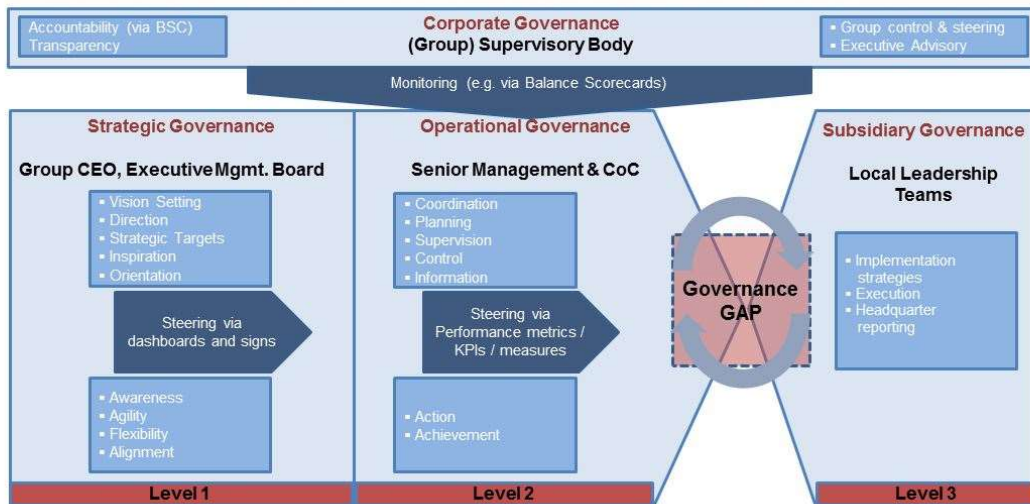 Accountability (via BSC)
Transparency
Corporate Governance
(Group) Supervisory Body
▪ Group control & steering
▪ Executive Advisory
Monitoring (e.g. via Balance Scorecards)
Strategic Governance
Group CEO, Executive Mgmt. Board
▪ Vision Setting
▪ Direction
▪ Strategic Targets
▪ Inspiration
▪ Orientation
Steering via
dashboards and signs
▪ Awareness
▪ Agility
▪ Flexibility
▪ Alignment
Level 1
Operational Governance
Senior Management & CoC
▪ Coordination
▪ Planning
▪ Supervision
▪ Control
▪ Information
Steering via
Performance metrics /
KPIs / measures
▪ Action
▪ Achievement
Level 2
Governance
GAP
Subsidiary Governance
Local Leadership
Teams
▪ Implementation
strategies
▪ Execution
▪ Headquarter
reporting
Level 3